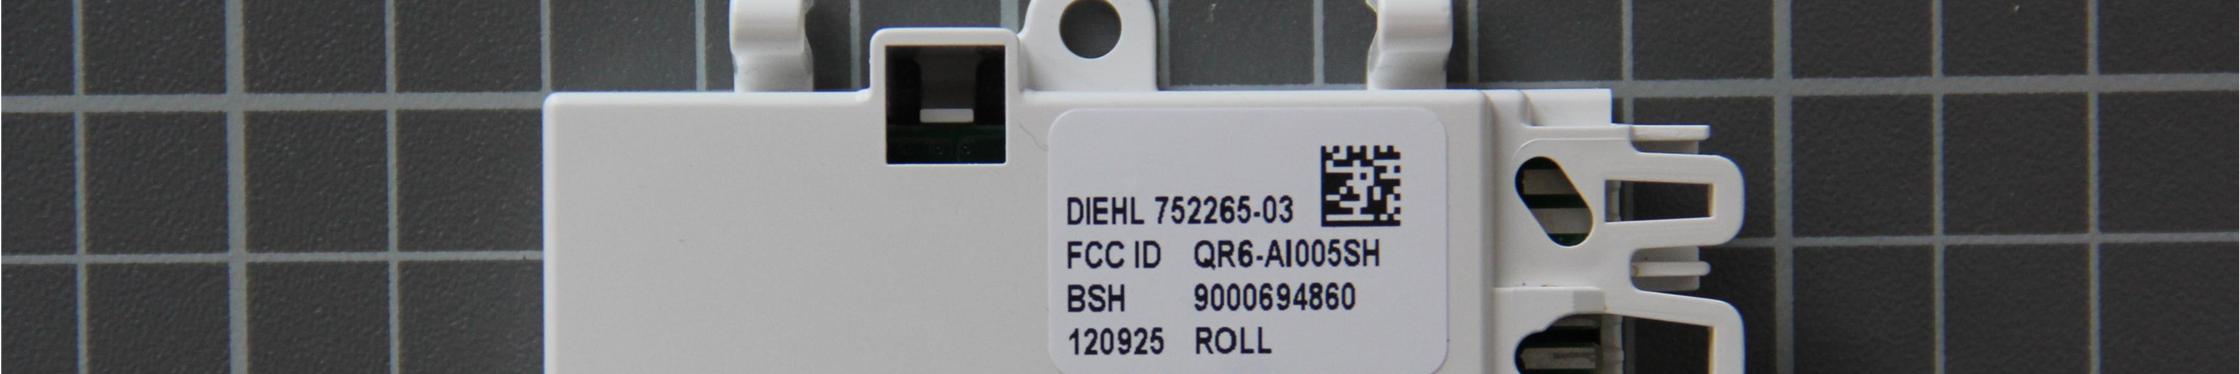 DIEHL 752265-03
FCC ID QR6-AI005SH
BSH 9000694860
120925 ROLL